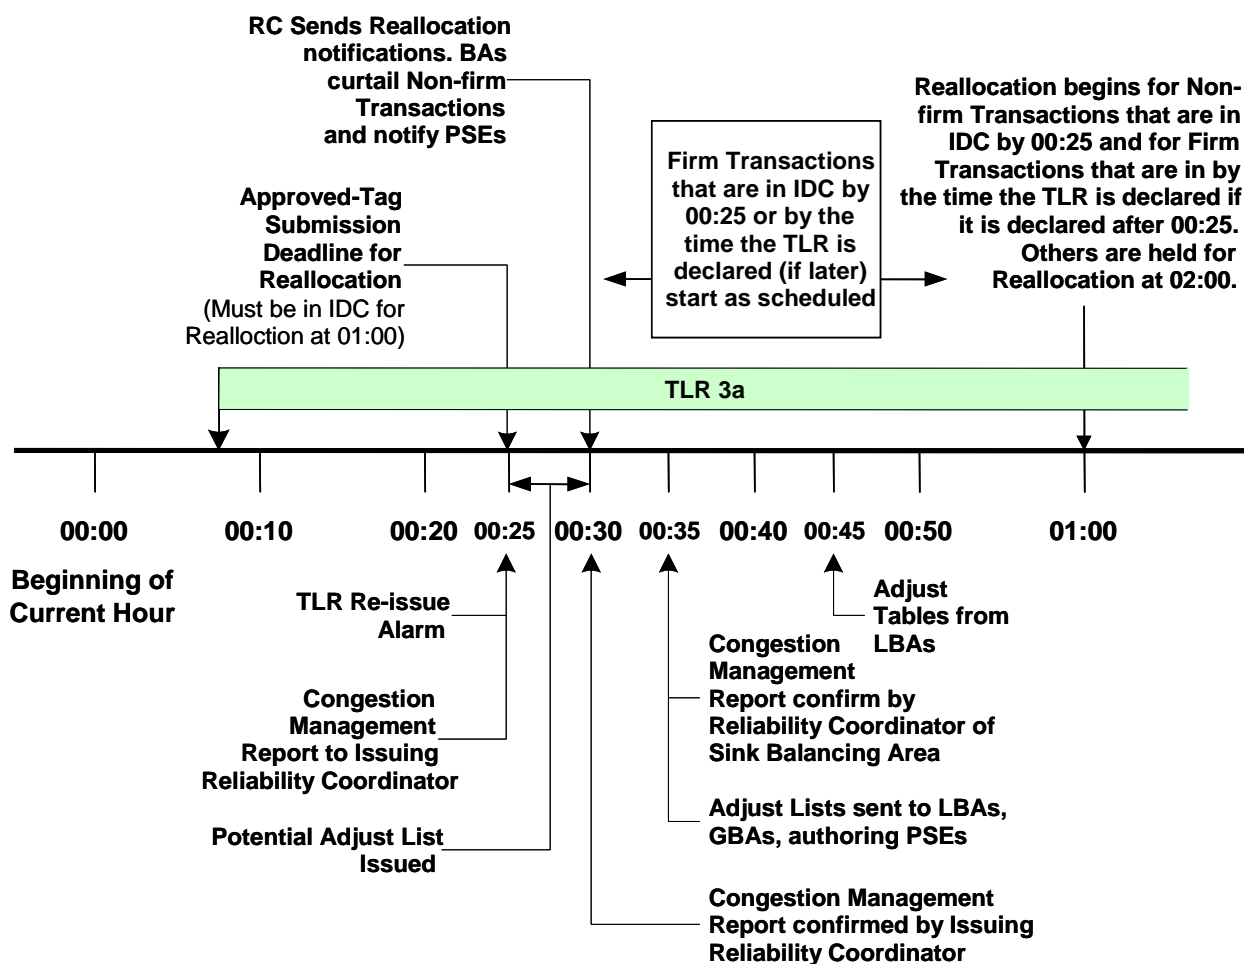 RC Sends Reallocation
notifications. BAs
curtail Non-firm
Transactions
and notify PSEs
Reallocation begins for Non-
firm Transactions that are in
IDC by 00:25 and for Firm
Transactions that are in by
the time the TLR is declared if
it is declared after 00:25.
Others are held for
Reallocation at 02:00.
Firm Transactions
that are in IDC by
00:25 or by the
time the TLR is
declared (if later)
start as scheduled
Approved-Tag
Submission
Deadline for
Reallocation
(Must be in IDC for
Realloction at 01:00)
TLR 3a
00:00
00:10
00:20
00:25
00:30
00:35
00:40
00:45
00:50
01:00
Beginning of
Current Hour
TLR Re-issue
Alarm
Adjust
Tables from
LBAs
Congestion
Management
Report to Issuing
Reliability Coordinator
Congestion
Management
Report confirm by
Reliability Coordinator of
Sink Balancing Area
Potential Adjust List
Issued
Adjust Lists sent to LBAs,
GBAs, authoring PSEs
Congestion Management
Report confirmed by Issuing
Reliability Coordinator